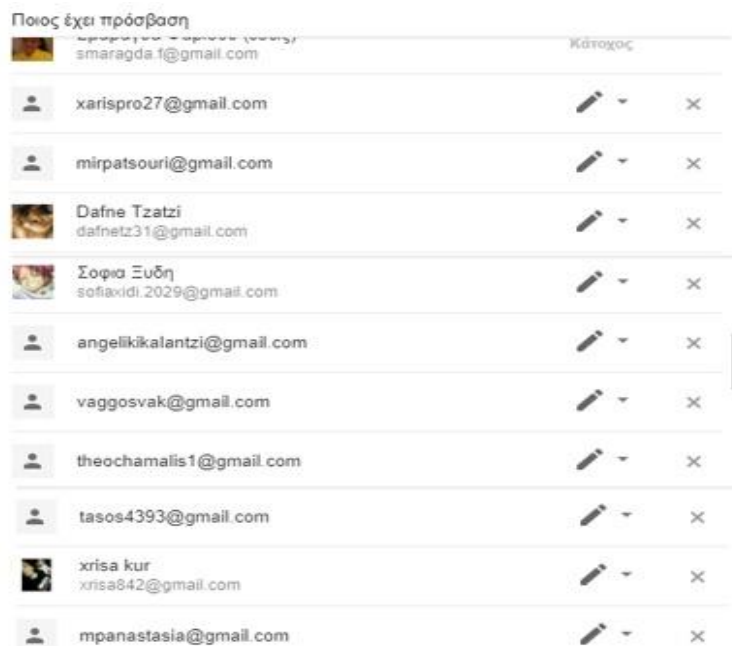 Ποιος έχει πρόσβαση
smaragda.f@gmail.com
Κάτοχος
xarispro27@gmail.com
mirpatsouri@gmail.com
Dafne Tzatzi
dafnetz31@gmail.com
Σοφια Ξυδη
sofiaxidi.2029@gmail.com
angelikikalantzi@gmail.com
vaggosvak@gmail.com
theochamalis1@gmail.com
tasos4393@gmail.com
xrisa kur
xrisa842@gmail.com
mpanastasia@gmail.com